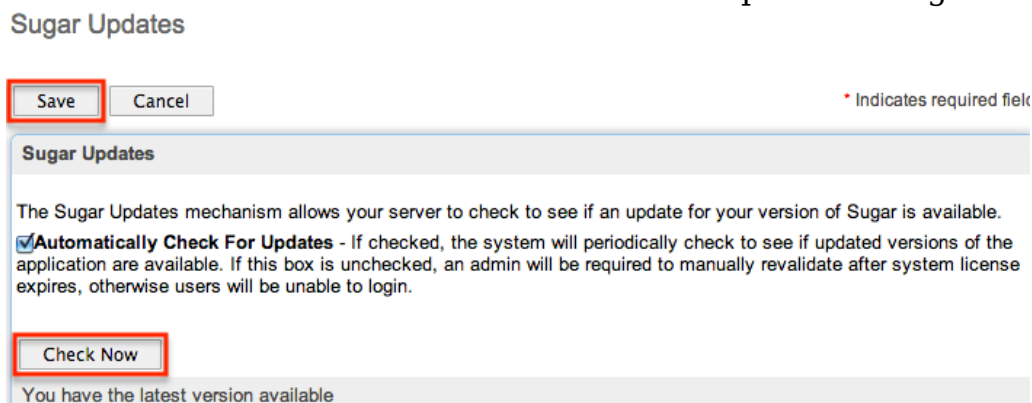 Sugar Updates
Save Cancel * Indicates required field
Sugar Updates
The Sugar Updates mechanism allows your server to check to see if an update for your version of Sugar is available.
Automatically Check For Updates - If checked, the system will periodically check to see if updated versions of the
application are available. If this box is unchecked, an admin will be required to manually revalidate after system license
expires, otherwise users will be unable to login.
Check Now
You have the latest version available